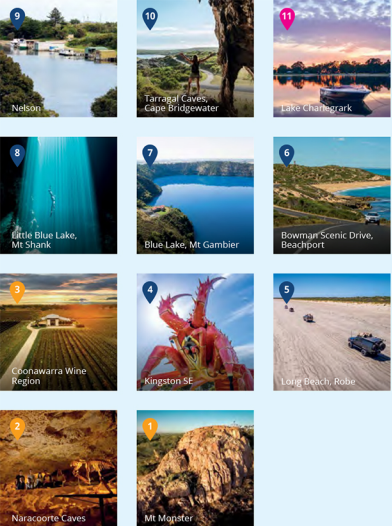 9
Nelson
10
Tarragal Caves,
Cape Bridgewater
11
Lake Charlegrark
8
Little Blue Lake,
Mt Shank
7
Blue Lake, Mt Gambier
6
Bowman Scenic Drive,
Beachport
3
Coonawarra Wine
Region
4
Kingston SE
5
Long Beach, Robe
2
Naracoorte Caves
1
Mt Monster